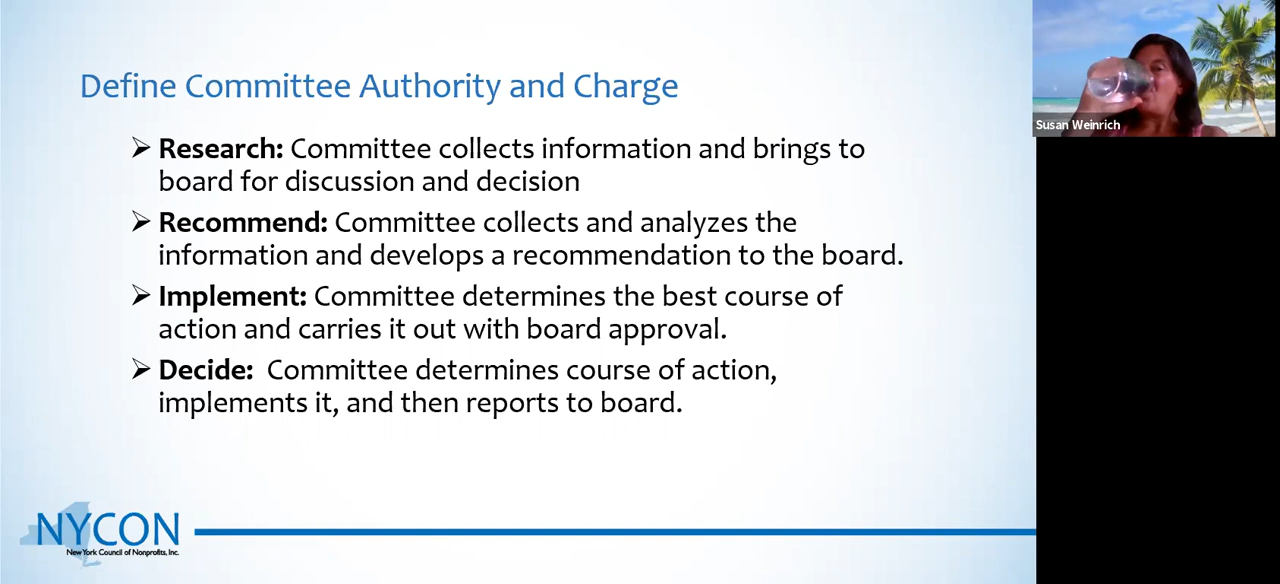 Define Committee Authority and Charge
➢ Research: Committee collects information and brings to
board for discussion and decision
➢ Recommend: Committee collects and analyzes the
information and develops a recommendation to the board.
➢ Implement: Committee determines the best course of
action and carries it out with board approval.
➢ Decide: Committee determines course of action,
implements it, and then reports to board.
NYCON
New York Council of Nonprofits, Inc.
Susan Weinrich